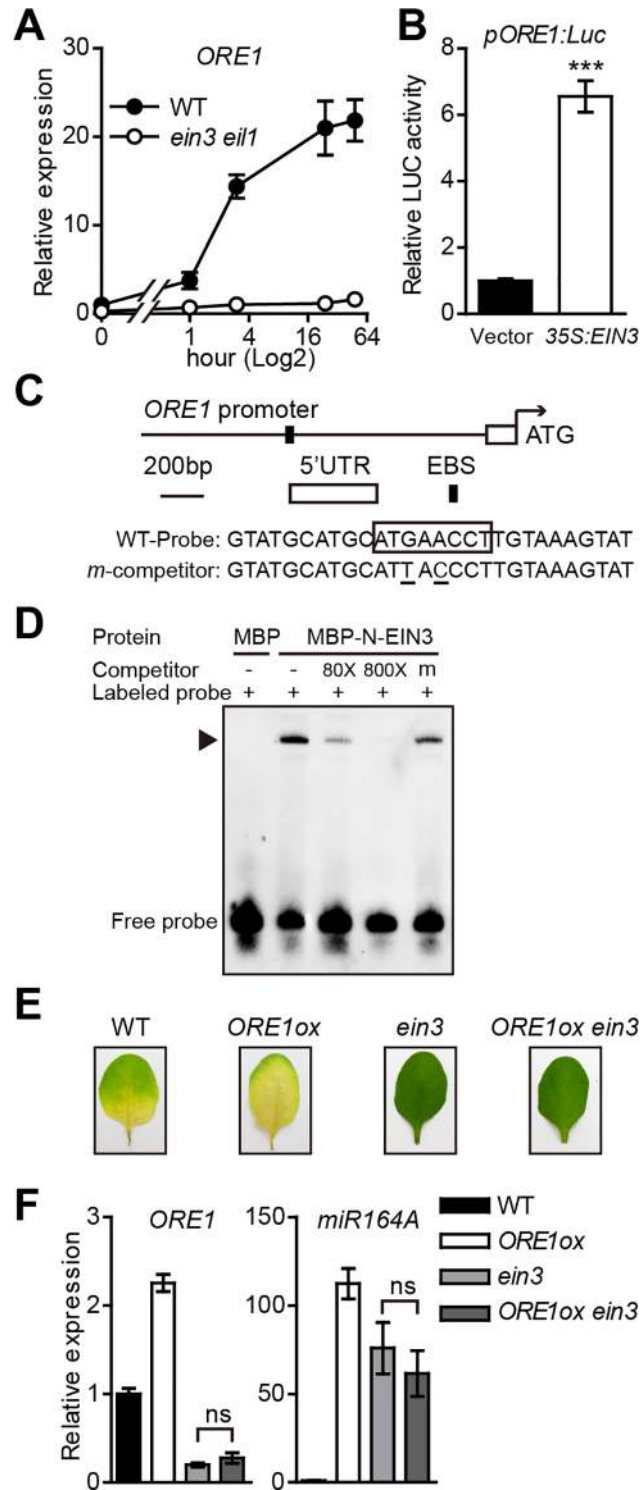 A
ORE1
30
20
10
0
Relative expression
WT
ein3 eil1
0 1 4 16 64
hour (Log2)
B
pORE1:Luc
***
8
6
4
2
0
Relative LUC activity
Vector 35S:EIN3
C
ORE1 promoter
ATG
200bp 5'UTR EBS
WT-Probe: GTATGCATGCATGAACCTTGTAAAGTAT
m-competitor: GTATGCATGCATTACCCTTGTAAAGTAT
D
Protein MBP MBP-N-EIN3
Competitor - - 80X 800X m
Labeled probe + + + + +
Free probe
E
WT ORE1ox ein3 ORE1ox ein3
F
ORE1
3
2
1
0
Relative expression
ns
miR164A
150
100
50
0
ns
WT
ORE1ox
ein3
ORE1ox ein3